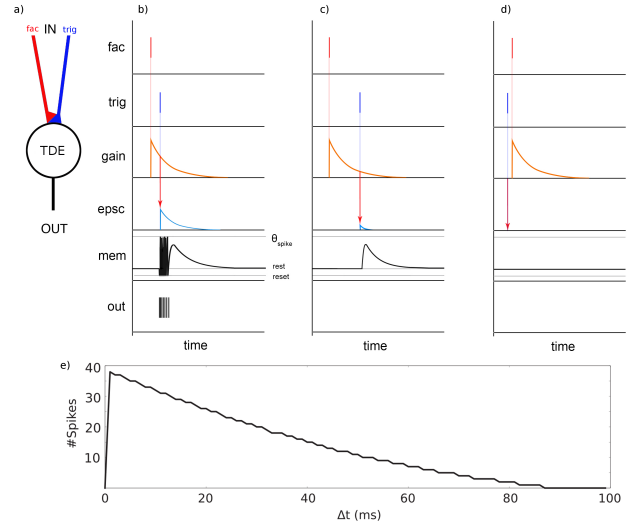 a)
IN
fac
trig
TDE
OUT
b)
c)
d)
fac
trig
gain
epsc
mem
out
θspike
rest
reset
time
time
time
e)
#Spikes
40
30
20
10
0
20
40
60
80
100
Δt (ms)